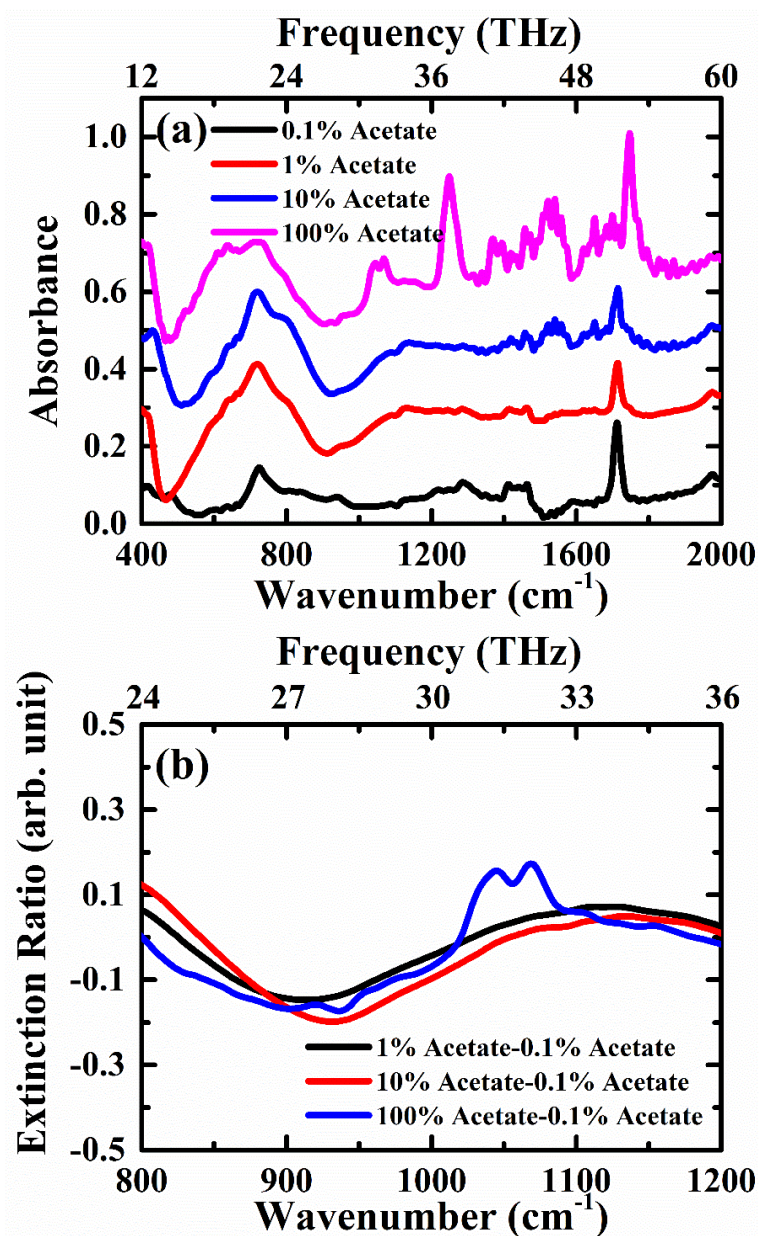 Frequency (THz)
12 24 36 48 60
(a)
0.1% Acetate
1% Acetate
10% Acetate
100% Acetate
Absorbance
1.0
0.8
0.6
0.4
0.2
0.0
400 800 1200 1600 2000
Wavenumber (cm-1)
Frequency (THz)
24 27 30 33 36
(b)
Extinction Ratio (arb. unit)
0.5
0.3
0.1
-0.1
-0.3
-0.5
1% Acetate-0.1% Acetate
10% Acetate-0.1% Acetate
100% Acetate-0.1% Acetate
800 900 1000 1100 1200
Wavenumber (cm-1)